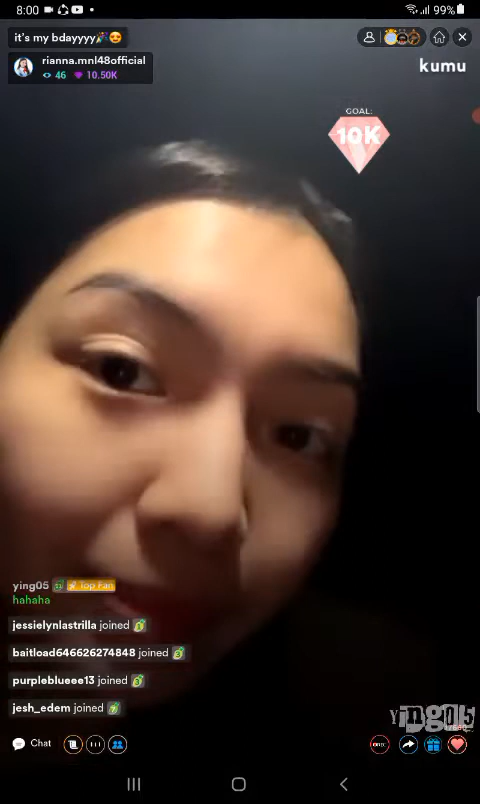 8:00
99%
it's my bdayyyy🎉😍
rianna.mnl48official
46 10.50K
kumu
GOAL:
10K
ying05 Top Fan
hahaha
jessielynlastrilla joined
baitload646626274848 joined
purpleblueee13 joined
jesh_edem joined
Yingo5
Chat